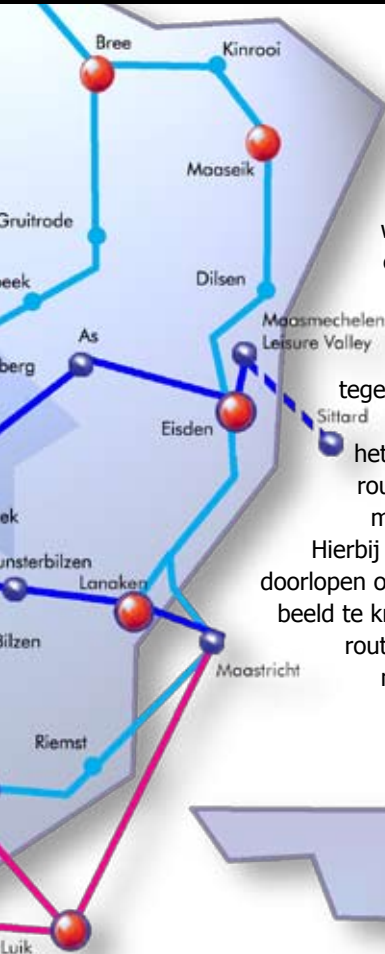 Bree
Kinrooi
Maaseik
Gruitrode
Dilsen
As
Maasmechelen
Leisure Valley
tege
Sittard
Eisden
het
rou
m
Hierbij
Lanaken
doorlopen o
beeld te kr
rout
Maastricht
Riemst
Luik